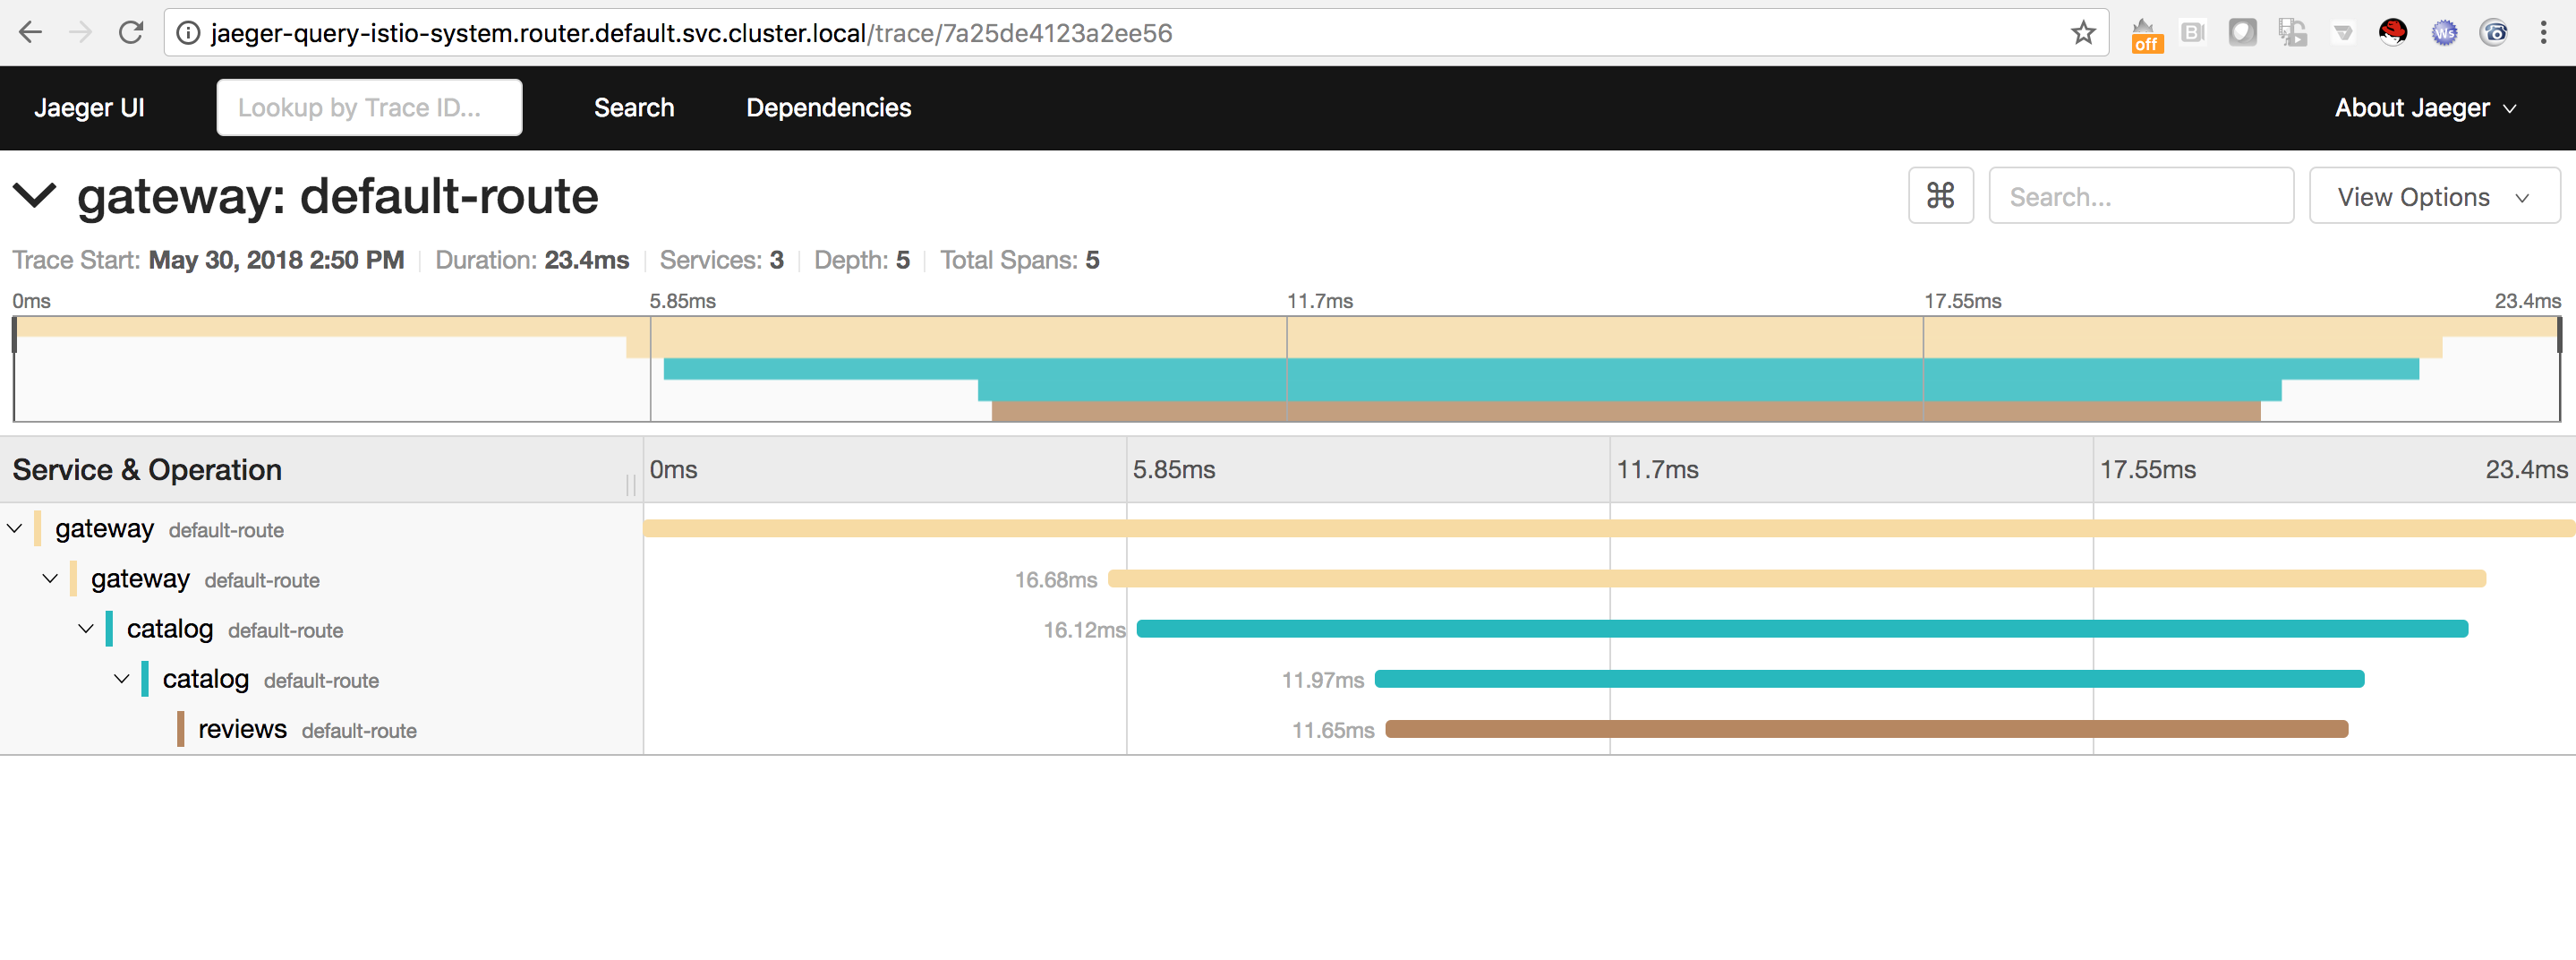 jaeger-query-istio-system.router.default.svc.cluster.local/trace/7a25de4123a2ee56
off
B
Ws
Jaeger UI Lookup by Trace ID... Search Dependencies About Jaeger
gateway: default-route
⌘ Search... View Options
Trace Start: May 30, 2018 2:50 PM Duration: 23.4ms Services: 3 Depth: 5 Total Spans: 5
0ms 5.85ms 11.7ms 17.55ms 23.4ms
Service & Operation 0ms 5.85ms 11.7ms 17.55ms 23.4ms
gateway default-route
gateway default-route 16.68ms
catalog default-route 16.12ms
catalog default-route 11.97ms
reviews default-route 11.65ms